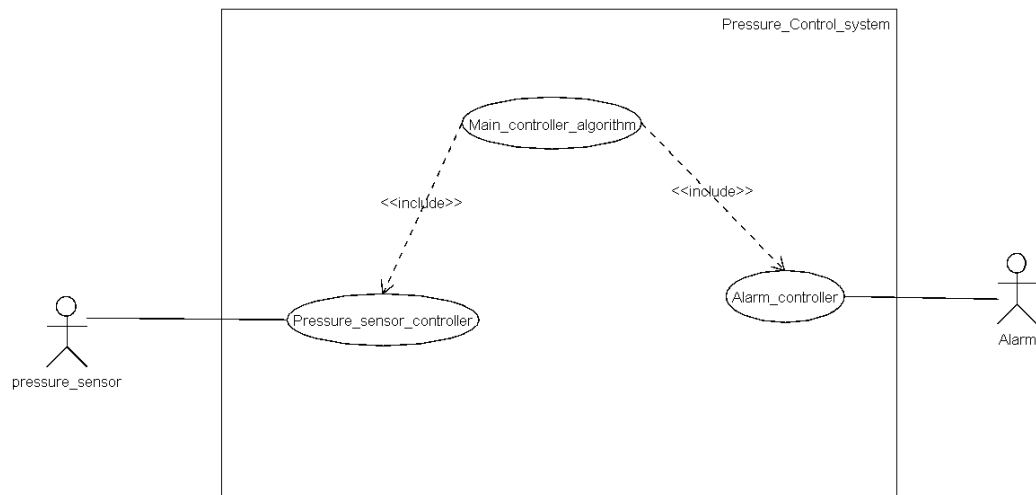 Pressure_Control_system
Main_controller_algorithm
<<include>>
<<include>>
Alarm_controller
Pressure_sensor_controller
Alarm
pressure_sensor